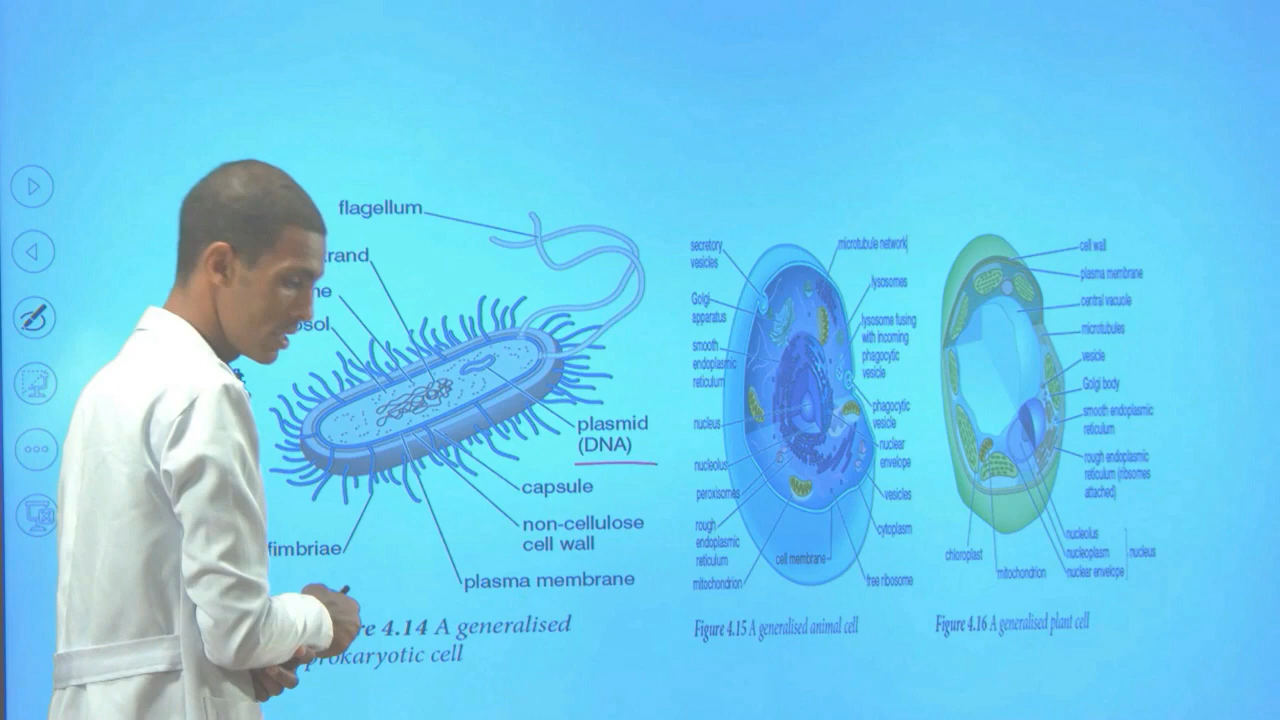 flagellum
plasmid
(DNA)
capsule
non-cellulose
cell wall
plasma membrane
fimbriae
4.14 A generalised
prokaryotic cell
secretory
vesicles
Golgi
apparatus
smooth
endoplasmic
reticulum
nucleus
nucleolus
peroxisomes
rough
endoplasmic
reticulum
mitochondrion
microtubule network
lysosomes
lysosome fusing
with incoming
phagocytic
vesicle
phagocytic
vesicle
nuclear
envelope
vesicles
cytoplasm
cell membrane
free ribosome
Figure 4.15 A generalised animal cell
cell wall
plasma membrane
central vacuole
microtubules
vesicle
Golgi body
smooth endoplasmic
reticulum
rough endoplasmic
reticulum (ribosomes
attached)
nucleolus
nucleoplasm
nuclear envelope
nucleus
chloroplast
mitochondrion
Figure 4.16 A generalised plant cell